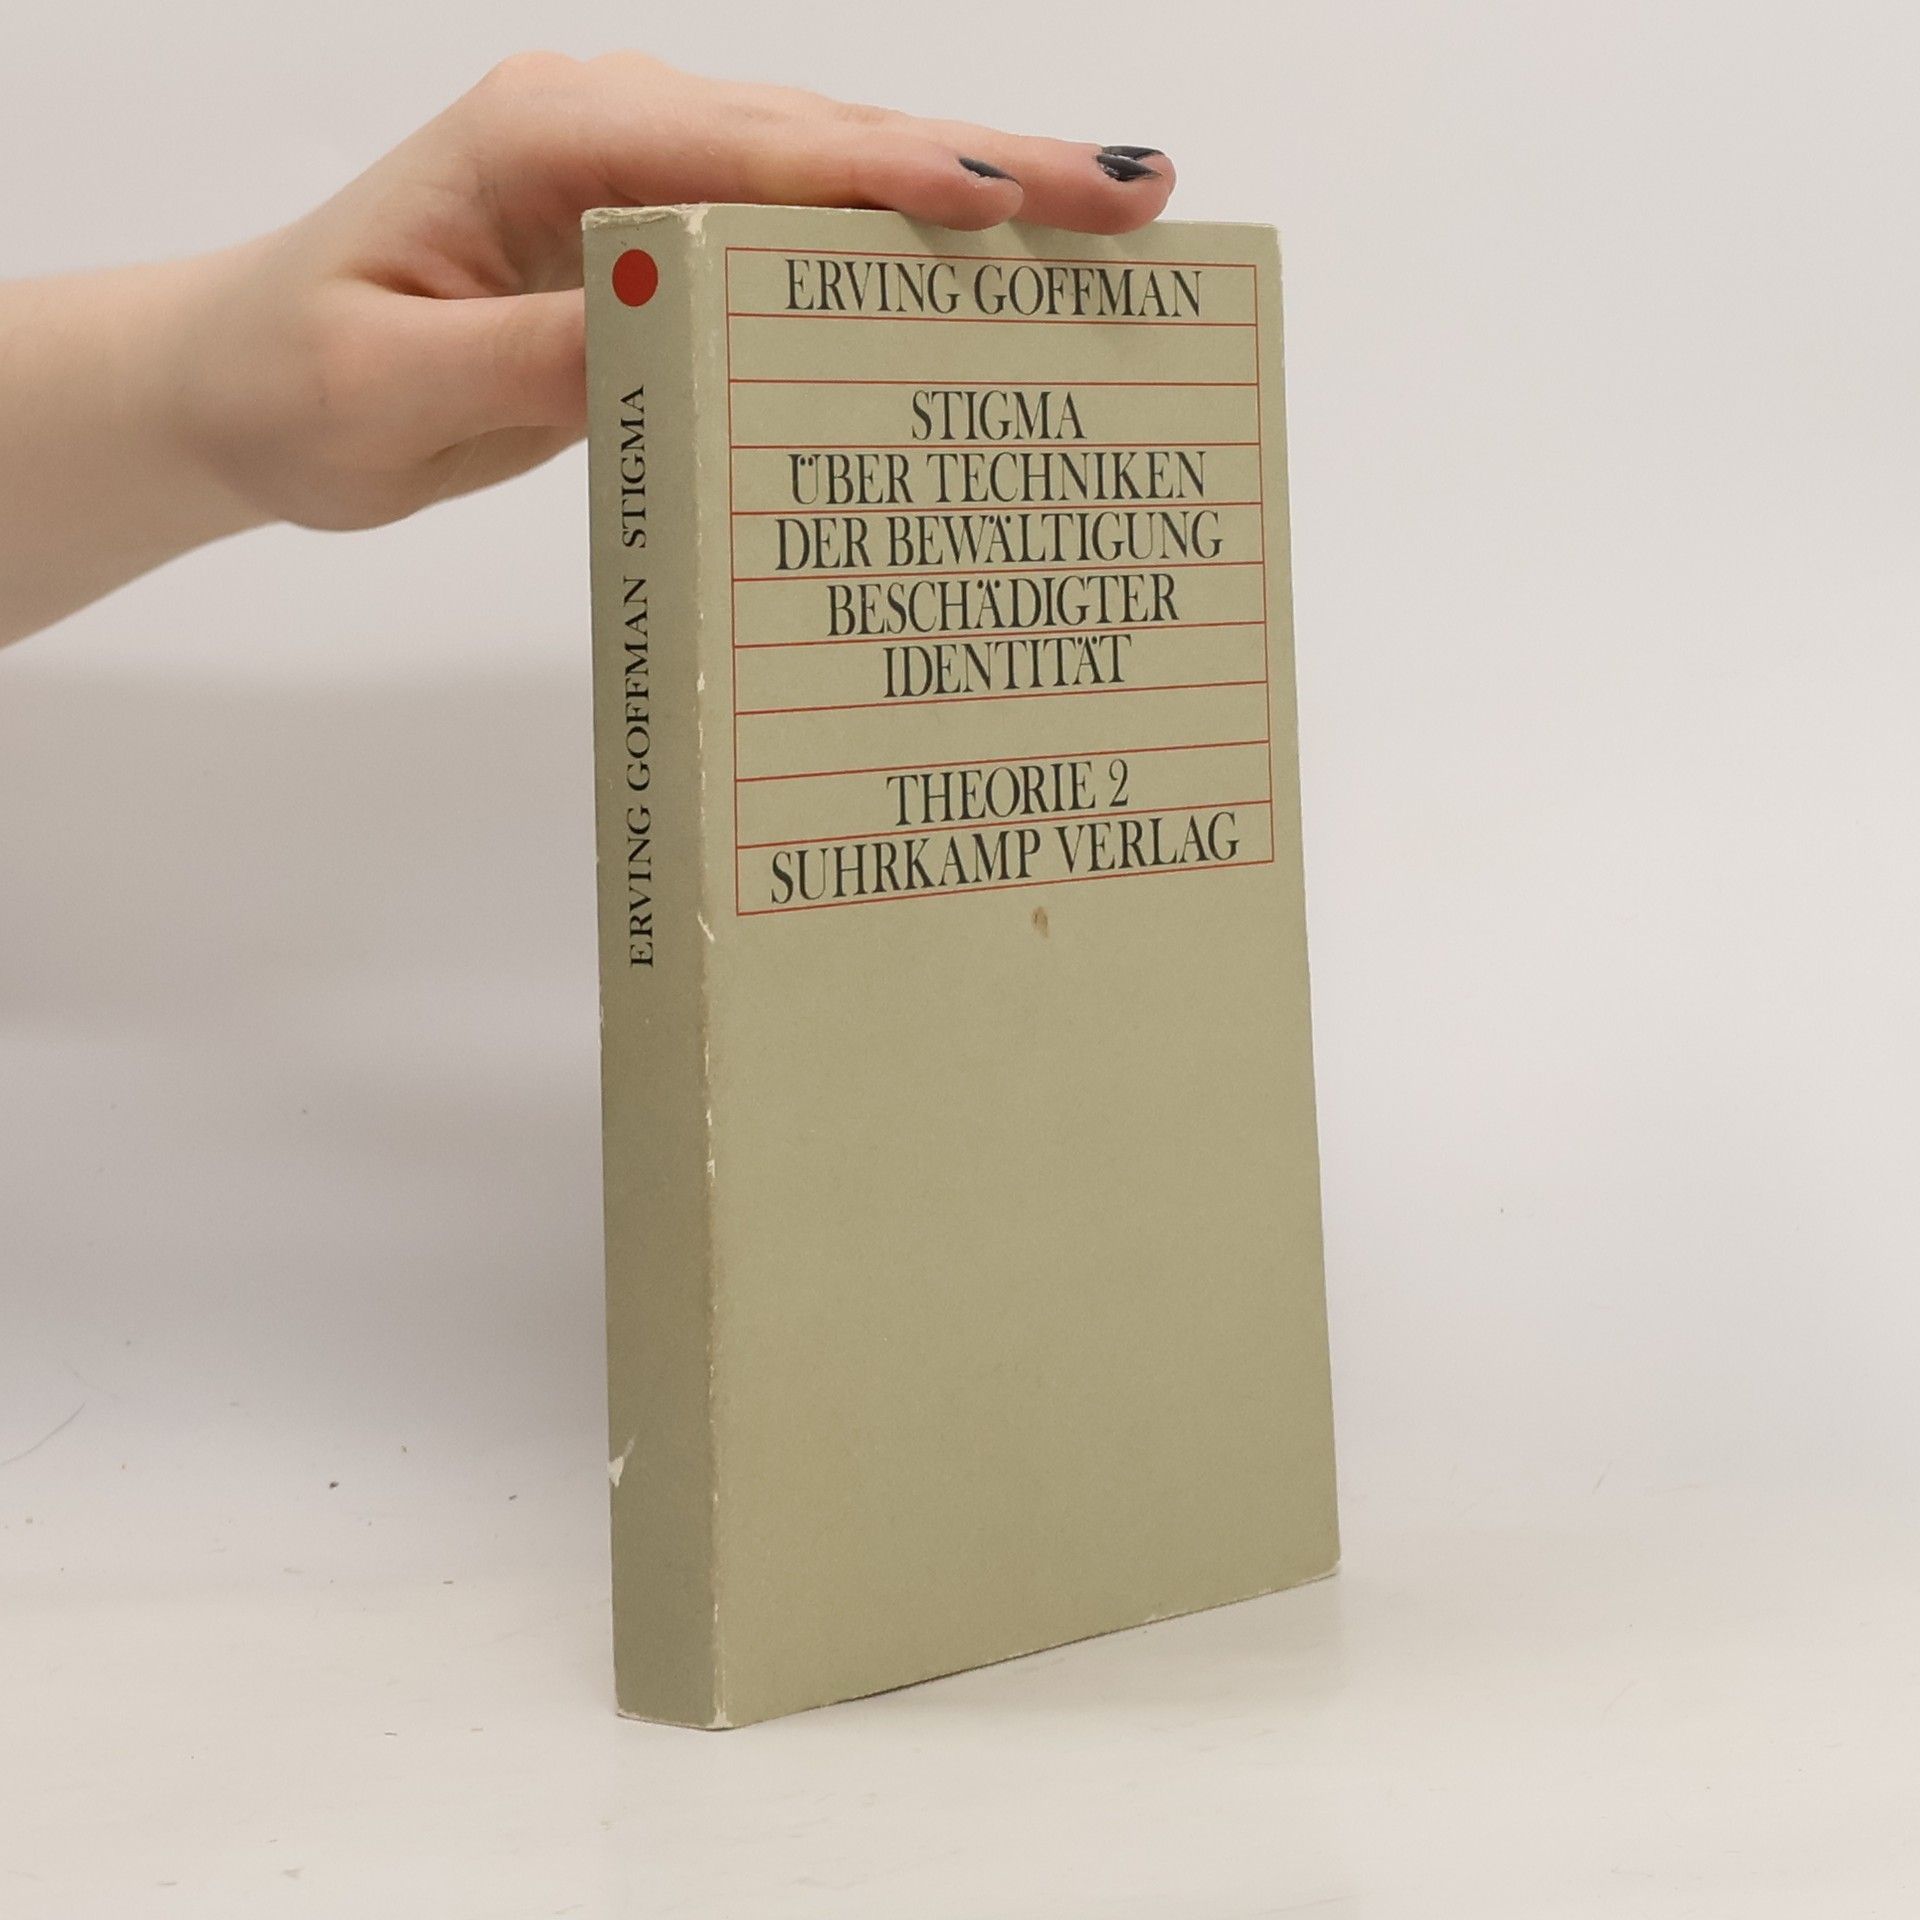 ERVING GOFFMAN STIGMA
ERVING GOFFMAN
STIGMA
ÜBER TECHNIKEN
DER BEWÄLTIGUNG
BESCHÄDIGTER
IDENTITÄT
THEORIE 2
SUHRKAMP VERLAG